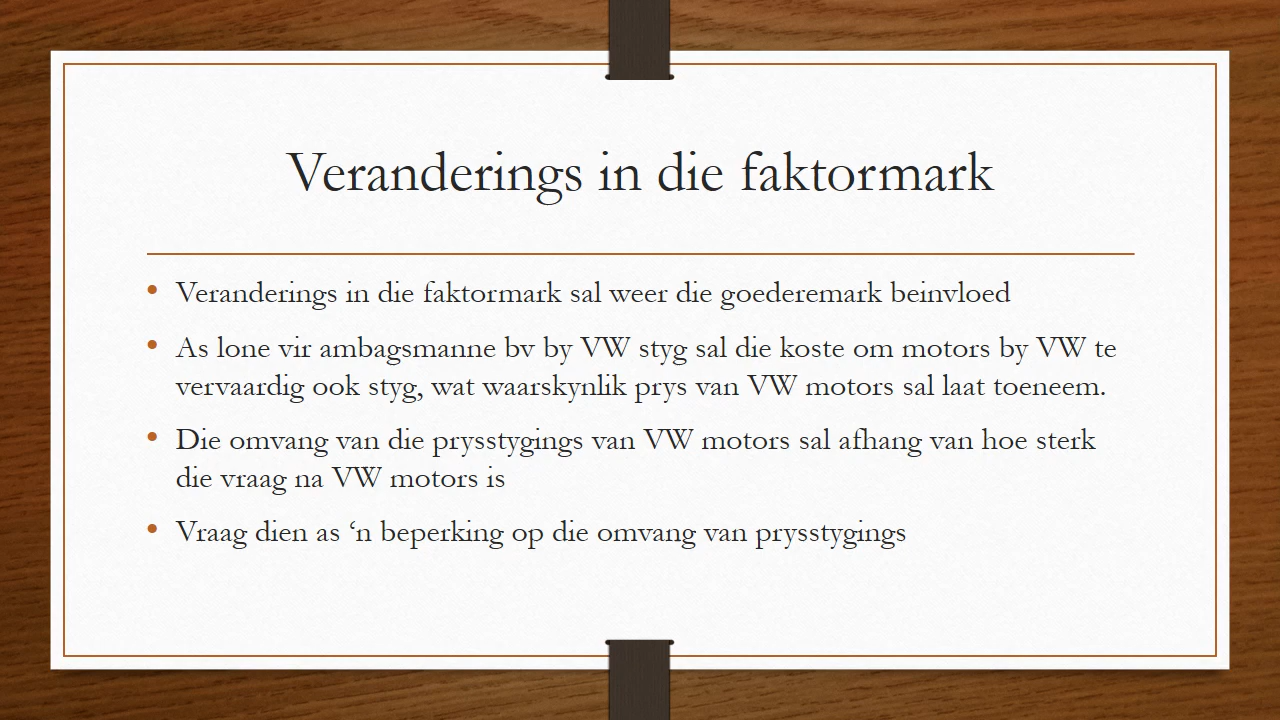 Veranderings in die faktormark
• Veranderings in die faktormark sal weer die goederemark beinvloed
• As lone vir ambagsmanne bv by VW styg sal die koste om motors by VW te
vervaardig ook styg, wat waarskynlik prys van VW motors sal laat toeneem.
• Die omvang van die prysstygings van VW motors sal afhang van hoe sterk
die vraag na VW motors is
• Vraag dien as ‘n beperking op die omvang van prysstygings